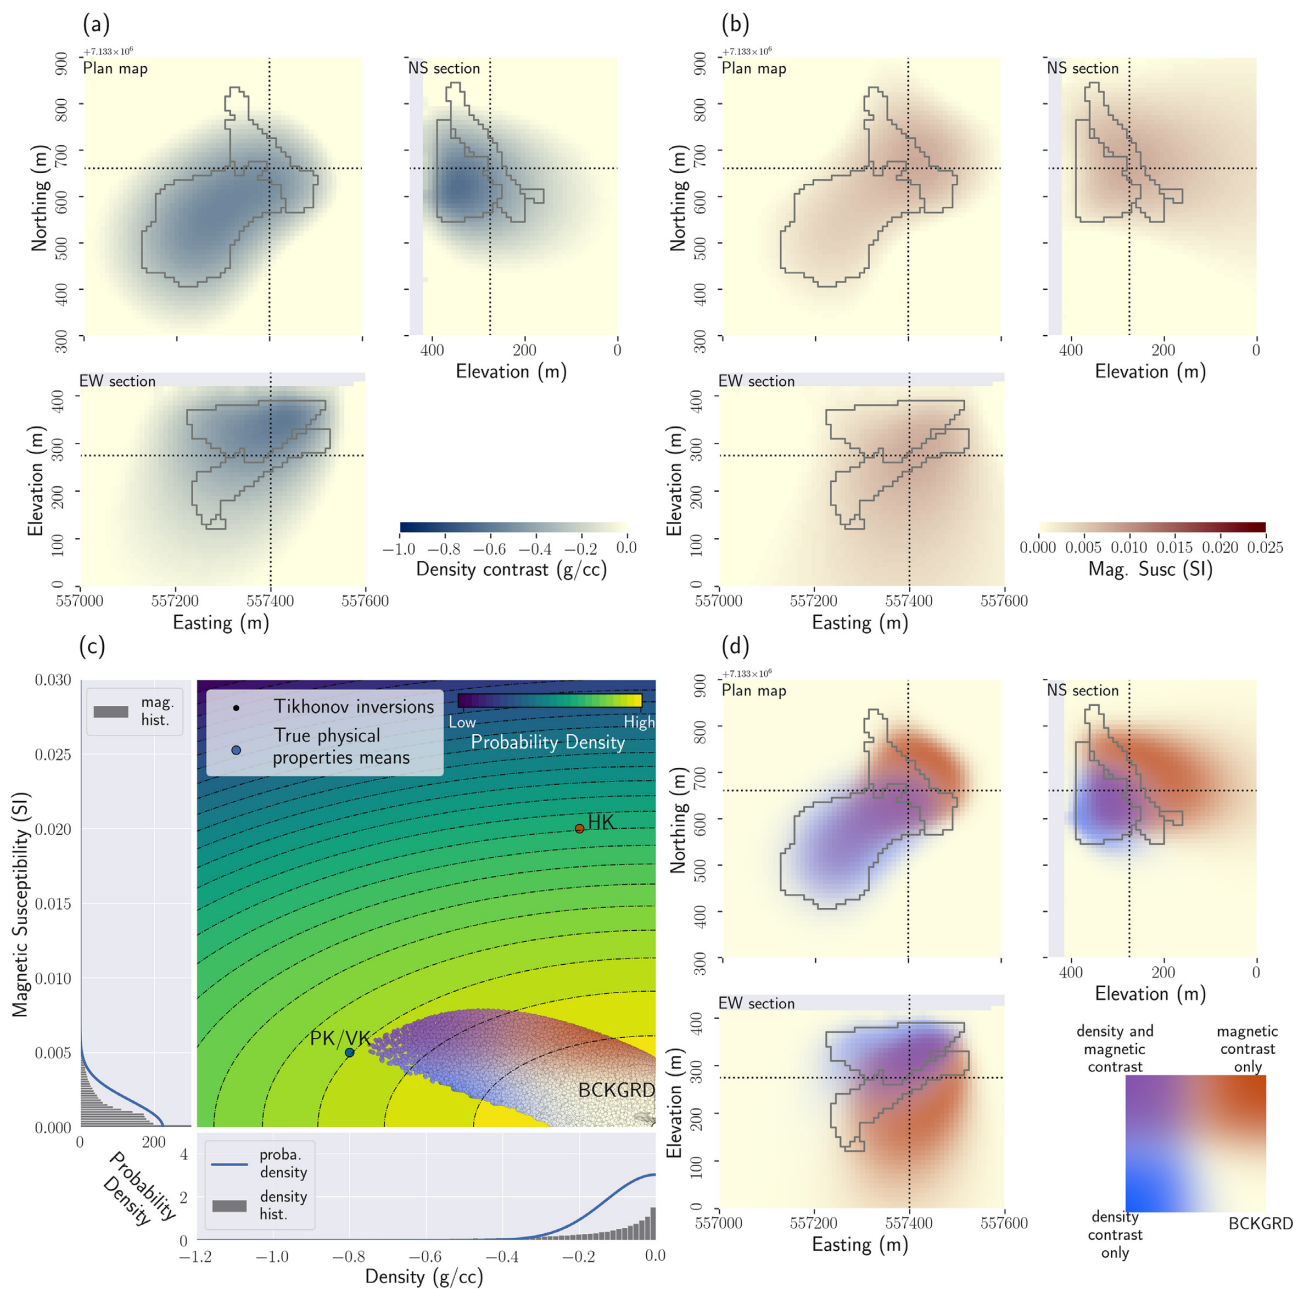 (a)
+7.133×10⁶
Plan map
NS section
900
800
700
600
500
400
300
Northing (m)
400
200
0
Elevation (m)
EW section
400
300
200
100
0
Elevation (m)
557000
557200
557400
557600
Easting (m)
−1.0
−0.8
−0.6
−0.4
−0.2
0.0
Density contrast (g/cc)
(b)
+7.133×10⁶
Plan map
NS section
900
800
700
600
500
400
300
Northing (m)
400
200
0
Elevation (m)
EW section
400
300
200
100
0
Elevation (m)
557000
557200
557400
557600
Easting (m)
0.000
0.005
0.010
0.015
0.020
0.025
Mag. Susc (SI)
(c)
0.030
0.025
0.020
0.015
0.010
0.005
0.000
Magnetic Susceptibility (SI)
mag.
hist.
0
200
Probability
Density
Tikhonov inversions
True physical
properties means
Low
High
Probability Density
HK
PK/VK
BCKGRD
4
2
0
proba.
density
density
hist.
−1.2
−1.0
−0.8
−0.6
−0.4
−0.2
0.0
Density (g/cc)
(d)
+7.133×10⁶
Plan map
NS section
900
800
700
600
500
400
300
Northing (m)
400
200
0
Elevation (m)
EW section
400
300
200
100
0
Elevation (m)
557000
557200
557400
557600
Easting (m)
density and
magnetic
contrast
magnetic
contrast
only
density
contrast
only
BCKGRD